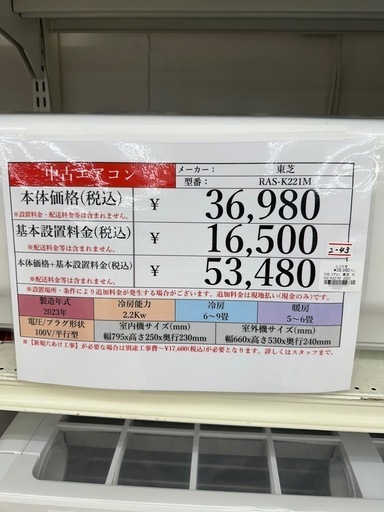 中古エアコン
メーカー： 東芝
型番： RAS-K221M
本体価格(税込) ¥ 36,980
※設置料金・配送料金等は含まれません。
基本設置料金(税込) ¥ 16,500
※配送料金等は含まれません。
本体価格+基本設置料金(税込) ¥ 53,480
※設置場所・条件により追加料金が発生する場合がございます。追加料金は現地払い(現金のみ)です。
製造年式 冷房能力 冷房 暖房
2023年 2.2Kw 6～9畳 5～6畳
電圧/プラグ形状 室内機サイズ(mm) 室外機サイズ(mm)
100V/平行型 幅795x高さ250x奥行230mm 幅660x高さ530x奥行240mm
※【新規穴あけ工事】が必要な場合は別途工事費～¥17,600(税込)が必要となります。詳しくはスタッフまで。
2-43